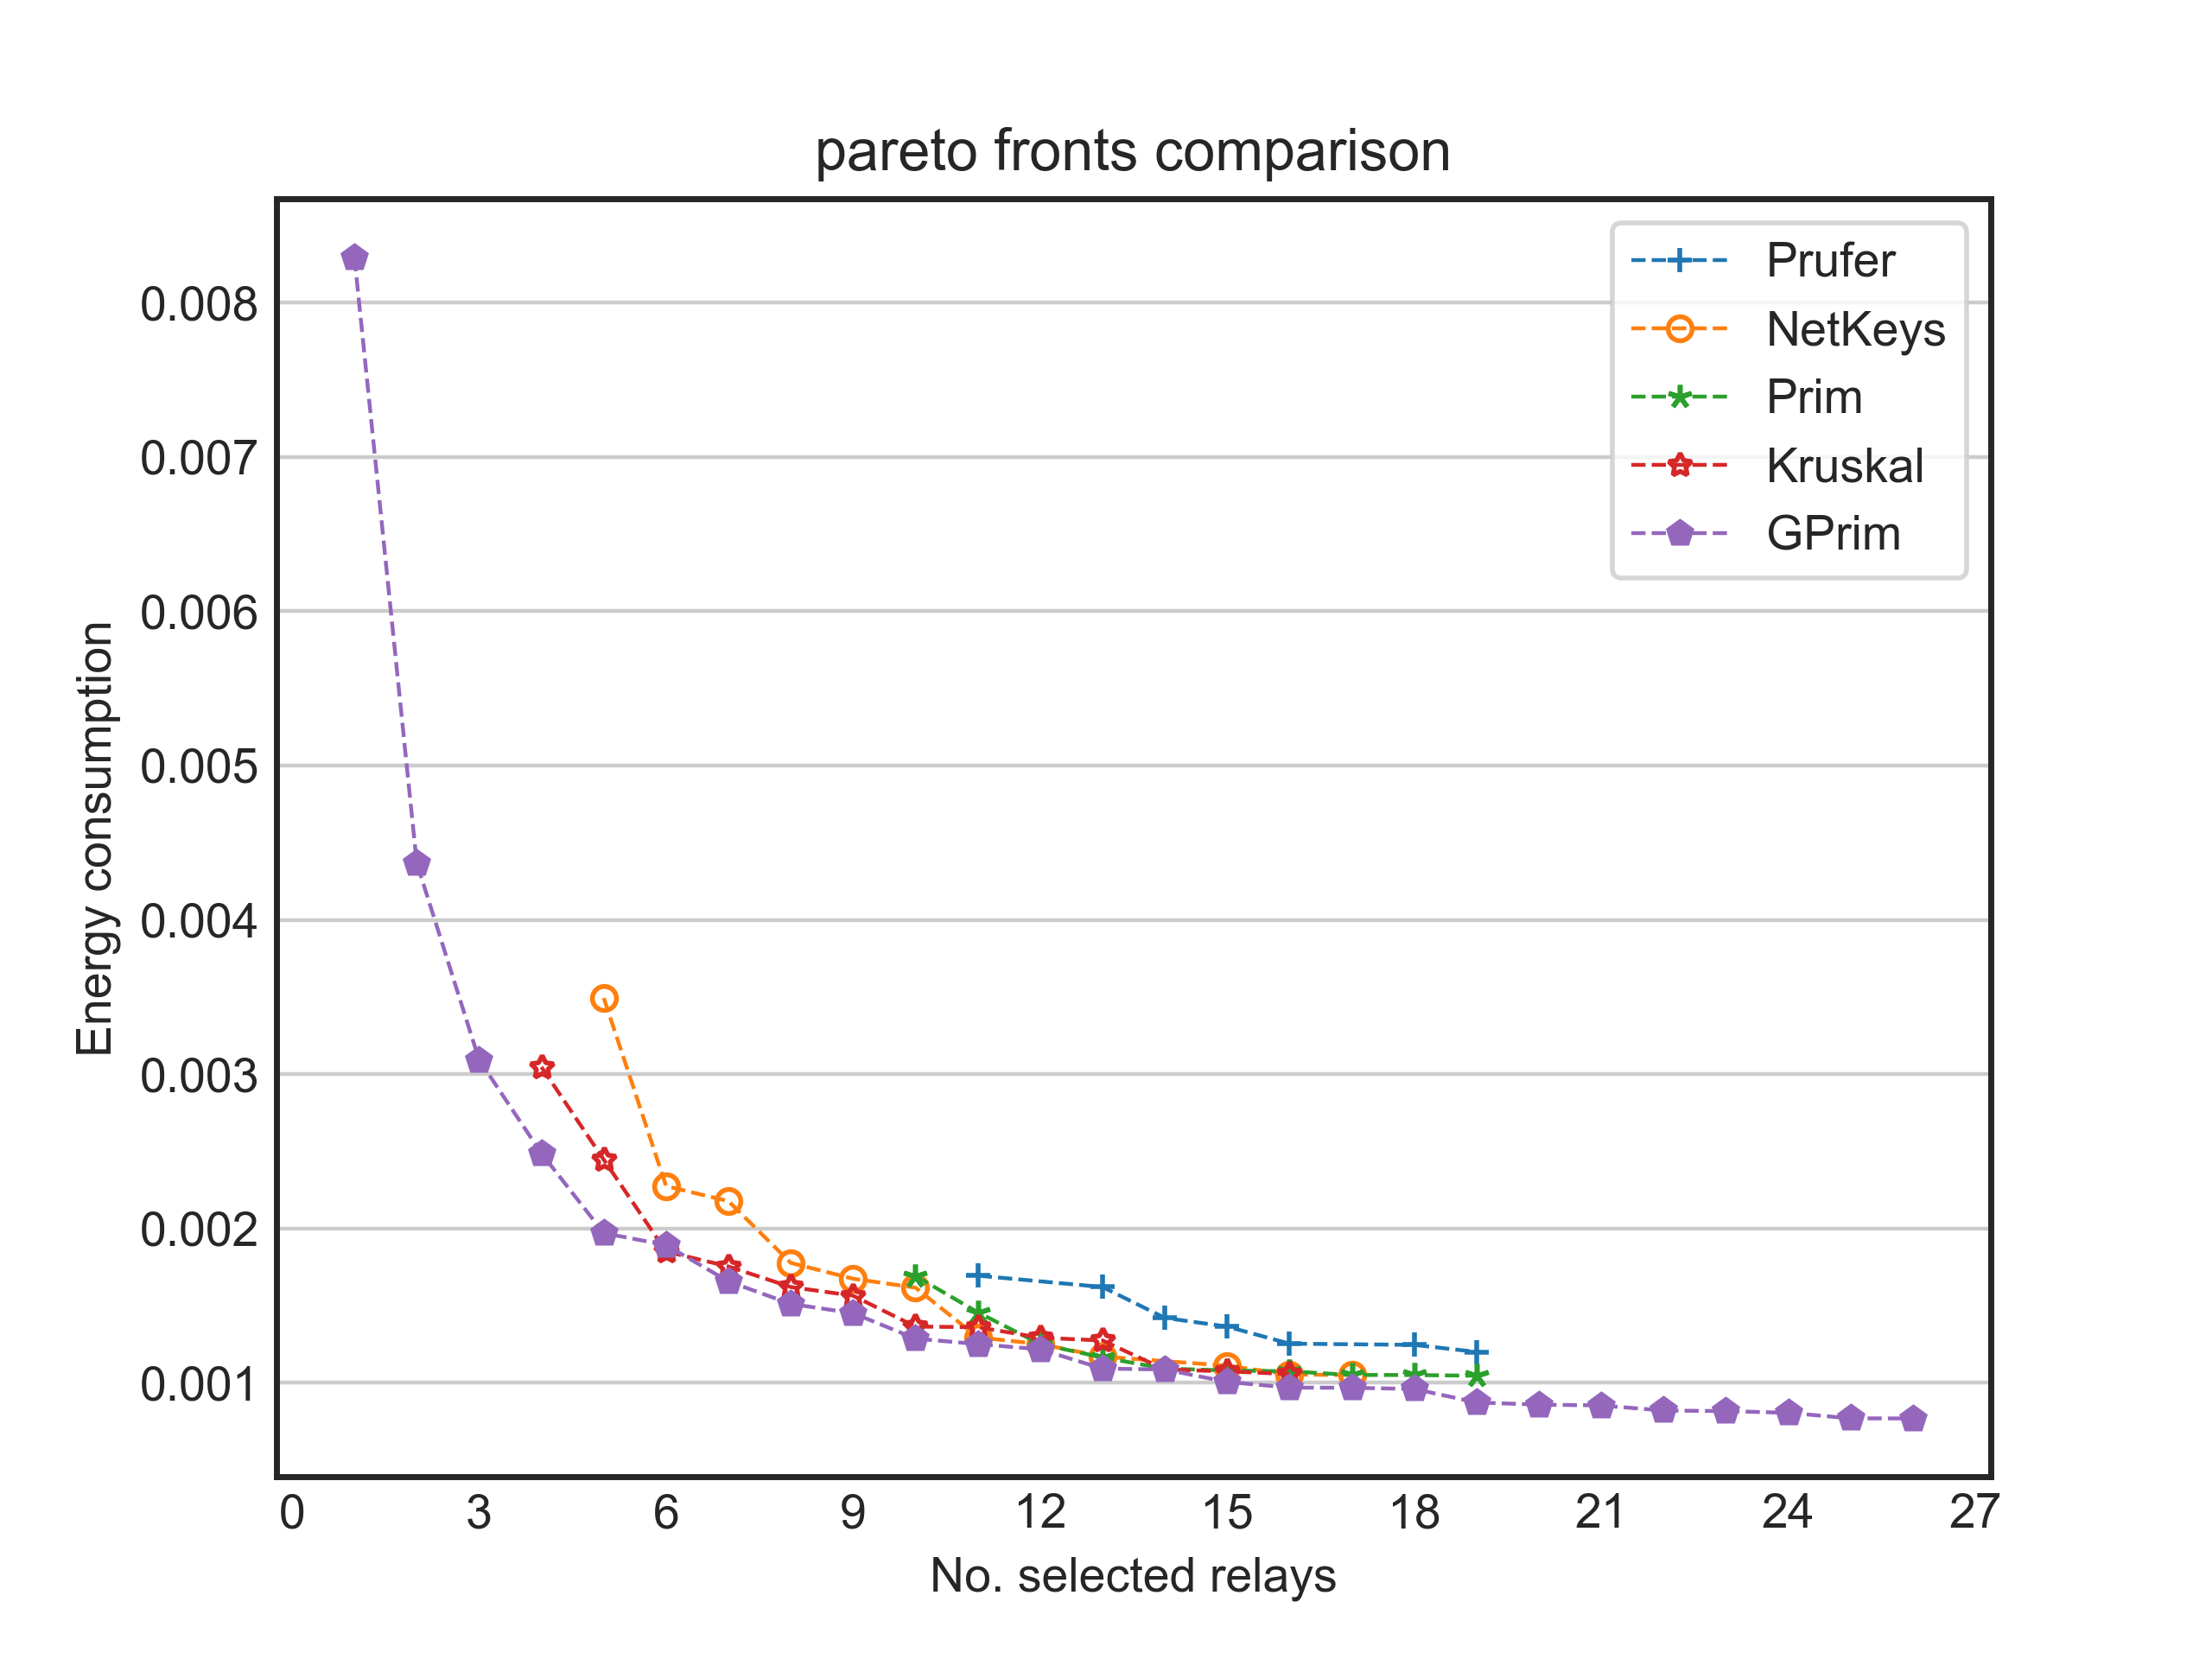 pareto fronts comparison
Prufer
NetKeys
Prim
Kruskal
GPrim
0.008
0.007
0.006
0.005
0.004
0.003
0.002
0.001
Energy consumption
0 3 6 9 12 15 18 21 24 27
No. selected relays